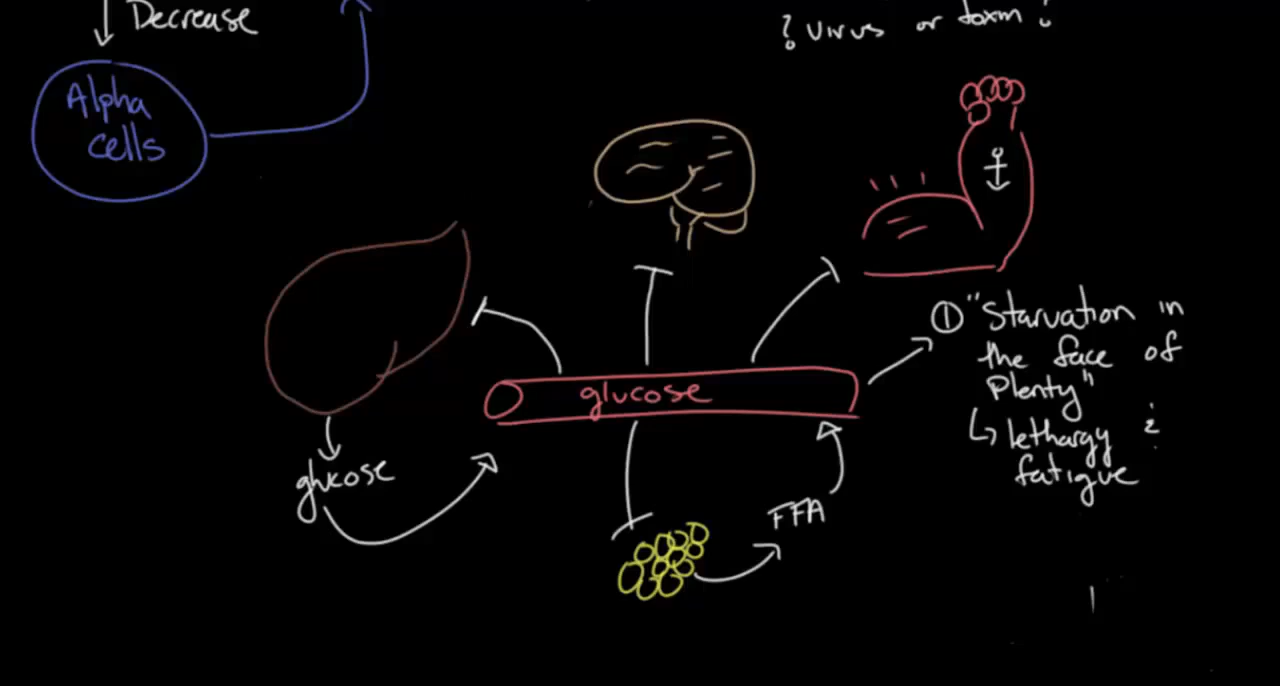 Decrease
? virus or toxin ?
Alpha
cells
glucose
① "Starvation in
the face of
Plenty"
↳ lethargy &
fatigue
glucose
FFA